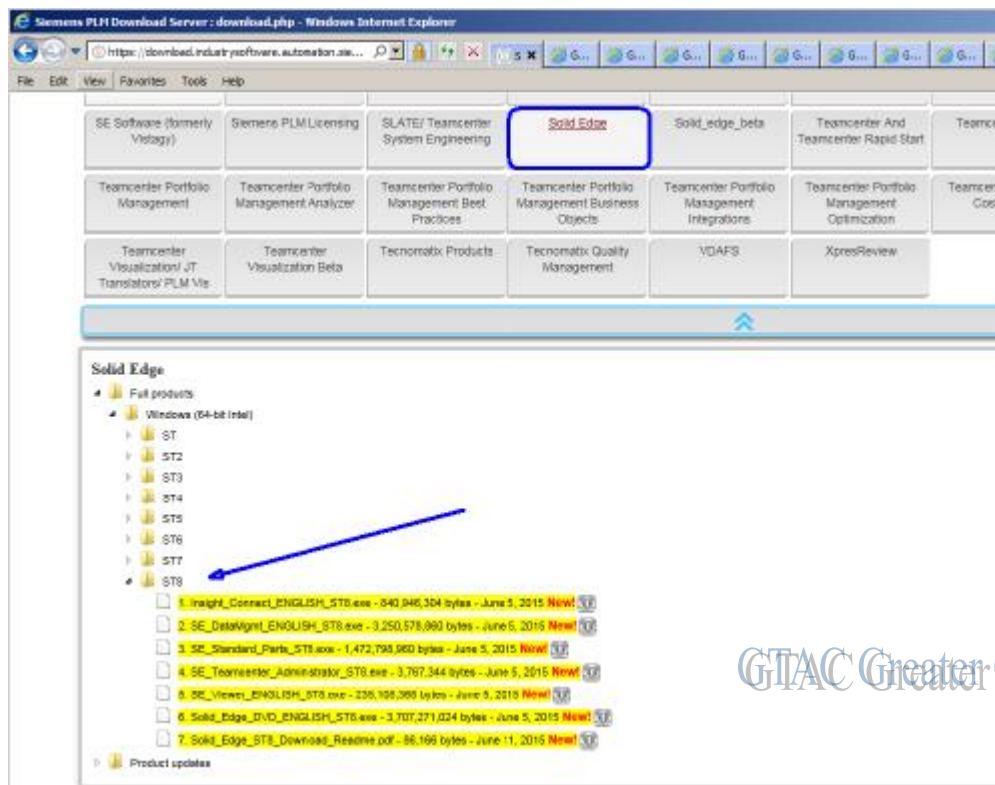 Siemens PLM Download Server : download.php - Windows Internet Explorer
https://download.industrysoftware.automation.sie...
S
G...
G...
G...
G...
G...
G...
G...
G...
File Edit View Favorites Tools Help
SE Software (formerly Vistagy)
Siemens PLM Licensing
SLATE/ Teamcenter System Engineering
Solid Edge
Solid_edge_beta
Teamcenter And Teamcenter Rapid Start
Teamcenter Portfolio Management
Teamcenter Portfolio Management Analyzer
Teamcenter Portfolio Management Best Practices
Teamcenter Portfolio Management Business Objects
Teamcenter Portfolio Management Integrations
Teamcenter Portfolio Management Optimization
Teamcenter Visualization/ JT Translators/ PLM Vis
Teamcenter Visualization Beta
Tecnomatix Products
Tecnomatix Quality Management
VDAFS
XpresReview
Solid Edge
Full products
Windows (64-bit Intel)
ST
ST2
ST3
ST4
ST5
ST6
ST7
ST8
1. Insight_Connect_ENGLISH_ST8.exe - 840,946,304 bytes - June 5, 2015 New!
2. SE_DataMgmt_ENGLISH_ST8.exe - 3,250,578,860 bytes - June 5, 2015 New!
3. SE_Standard_Parts_ST8.exe - 1,472,798,960 bytes - June 5, 2015 New!
4. SE_Teamcenter_Administrator_ST8.exe - 3,767,344 bytes - June 5, 2015 New!
5. SE_Viewer_ENGLISH_ST8.exe - bytes - June 5, 2015 New!
6. Solid_Edge_DVD_ENGLISH_ST8.exe - 3,707,271,024 bytes - June 5, 2015 New!
7. Solid_Edge_ST8_Download_Readme.pdf - 86,166 bytes - June 11, 2015 New!
Product updates
GTAC Greater